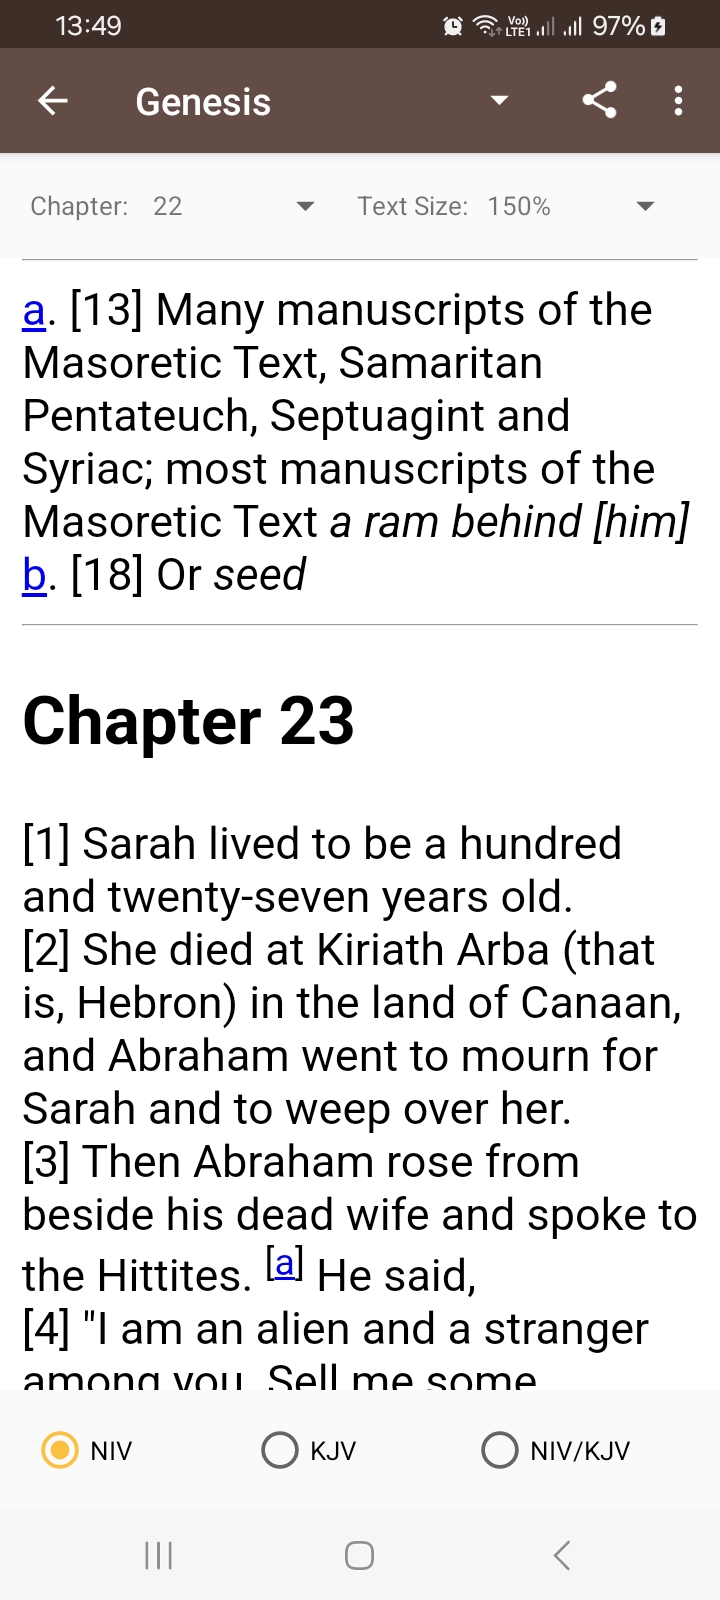 13:49
Vo)) LTE1 97%
Genesis
Chapter: 22 Text Size: 150%
a. [13] Many manuscripts of the
Masoretic Text, Samaritan
Pentateuch, Septuagint and
Syriac; most manuscripts of the
Masoretic Text a ram behind [him]
b. [18] Or seed
Chapter 23
[1] Sarah lived to be a hundred
and twenty-seven years old.
[2] She died at Kiriath Arba (that
is, Hebron) in the land of Canaan,
and Abraham went to mourn for
Sarah and to weep over her.
[3] Then Abraham rose from
beside his dead wife and spoke to
the Hittites. [a] He said,
[4] "I am an alien and a stranger
among you. Sell me some
NIV KJV NIV/KJV